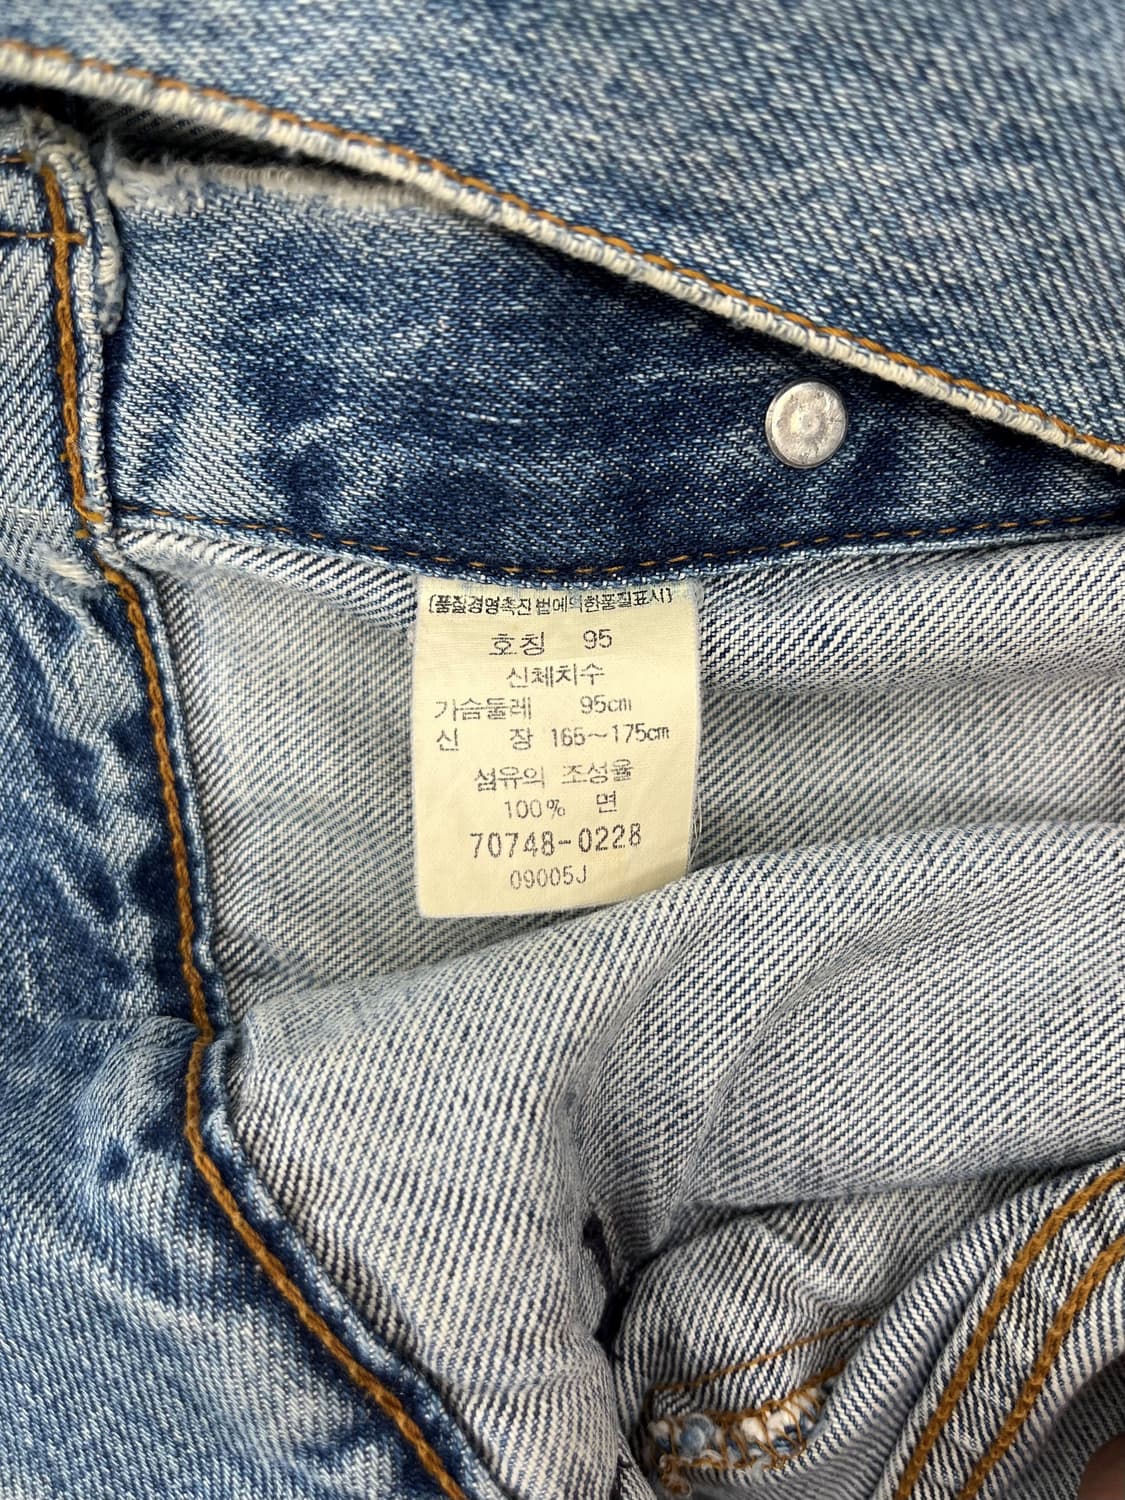 (품질경영촉진법에의한품질표시)
호칭 95
신체치수
가슴둘레 95cm
신 장 165~175cm
섬유의 조성율
100% 면
70748-0228
09005J